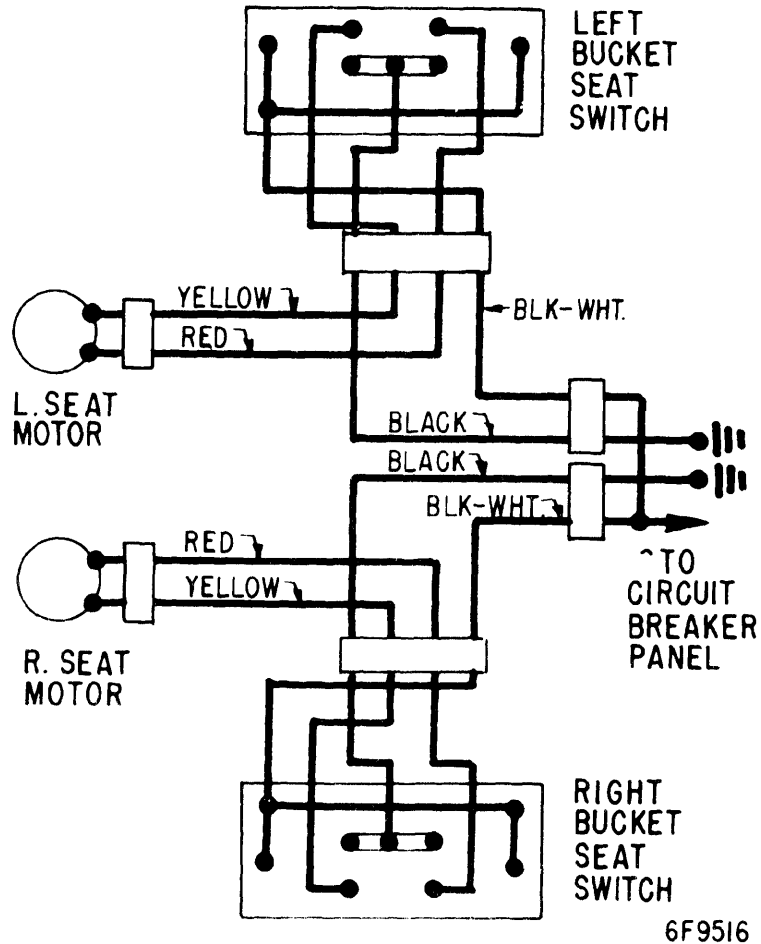 LEFT
BUCKET
SEAT
SWITCH
YELLOW
BLK-WHT.
RED
L. SEAT
MOTOR
BLACK
BLACK
BLK-WHT.
RED
TO
CIRCUIT
BREAKER
PANEL
YELLOW
R. SEAT
MOTOR
RIGHT
BUCKET
SEAT
SWITCH
6F9516